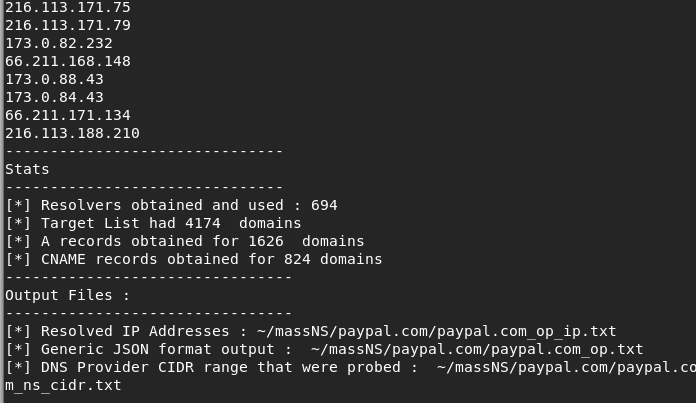 216.113.171.75
216.113.171.79
173.0.82.232
66.211.168.148
173.0.88.43
173.0.84.43
66.211.171.134
216.113.188.210
-------------------------------
Stats
-------------------------------
[*] Resolvers obtained and used : 694
[*] Target List had 4174  domains
[*] A records obtained for 1626  domains
[*] CNAME records obtained for 824 domains
--------------------------------
Output Files :
--------------------------------
[*] Resolved IP Addresses : ~/massNS/paypal.com/paypal.com_op_ip.txt
[*] Generic JSON format output :  ~/massNS/paypal.com/paypal.com_op.txt
[*] DNS Provider CIDR range that were probed :  ~/massNS/paypal.com/paypal.co
m_ns_cidr.txt